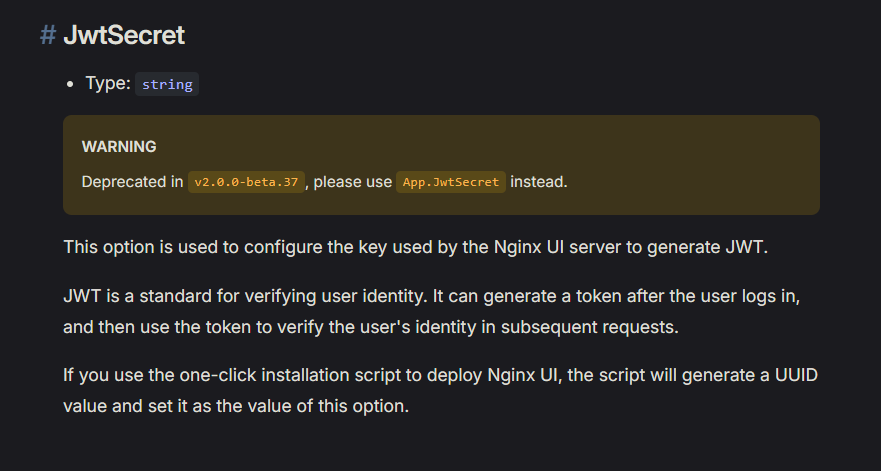 # JwtSecret
• Type: string
WARNING
Deprecated in v2.0.0-beta.37, please use App.JwtSecret instead.
This option is used to configure the key used by the Nginx UI server to generate JWT.
JWT is a standard for verifying user identity. It can generate a token after the user logs in,
and then use the token to verify the user's identity in subsequent requests.
If you use the one-click installation script to deploy Nginx UI, the script will generate a UUID
value and set it as the value of this option.